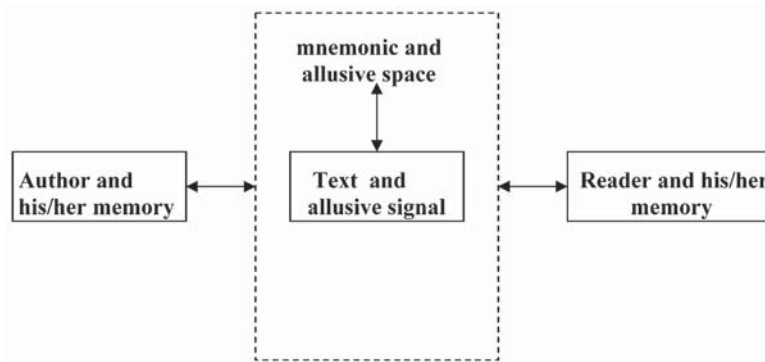 mnemonic and
allusive space
Author and
his/her memory
Text and
allusive signal
Reader and his/her
memory